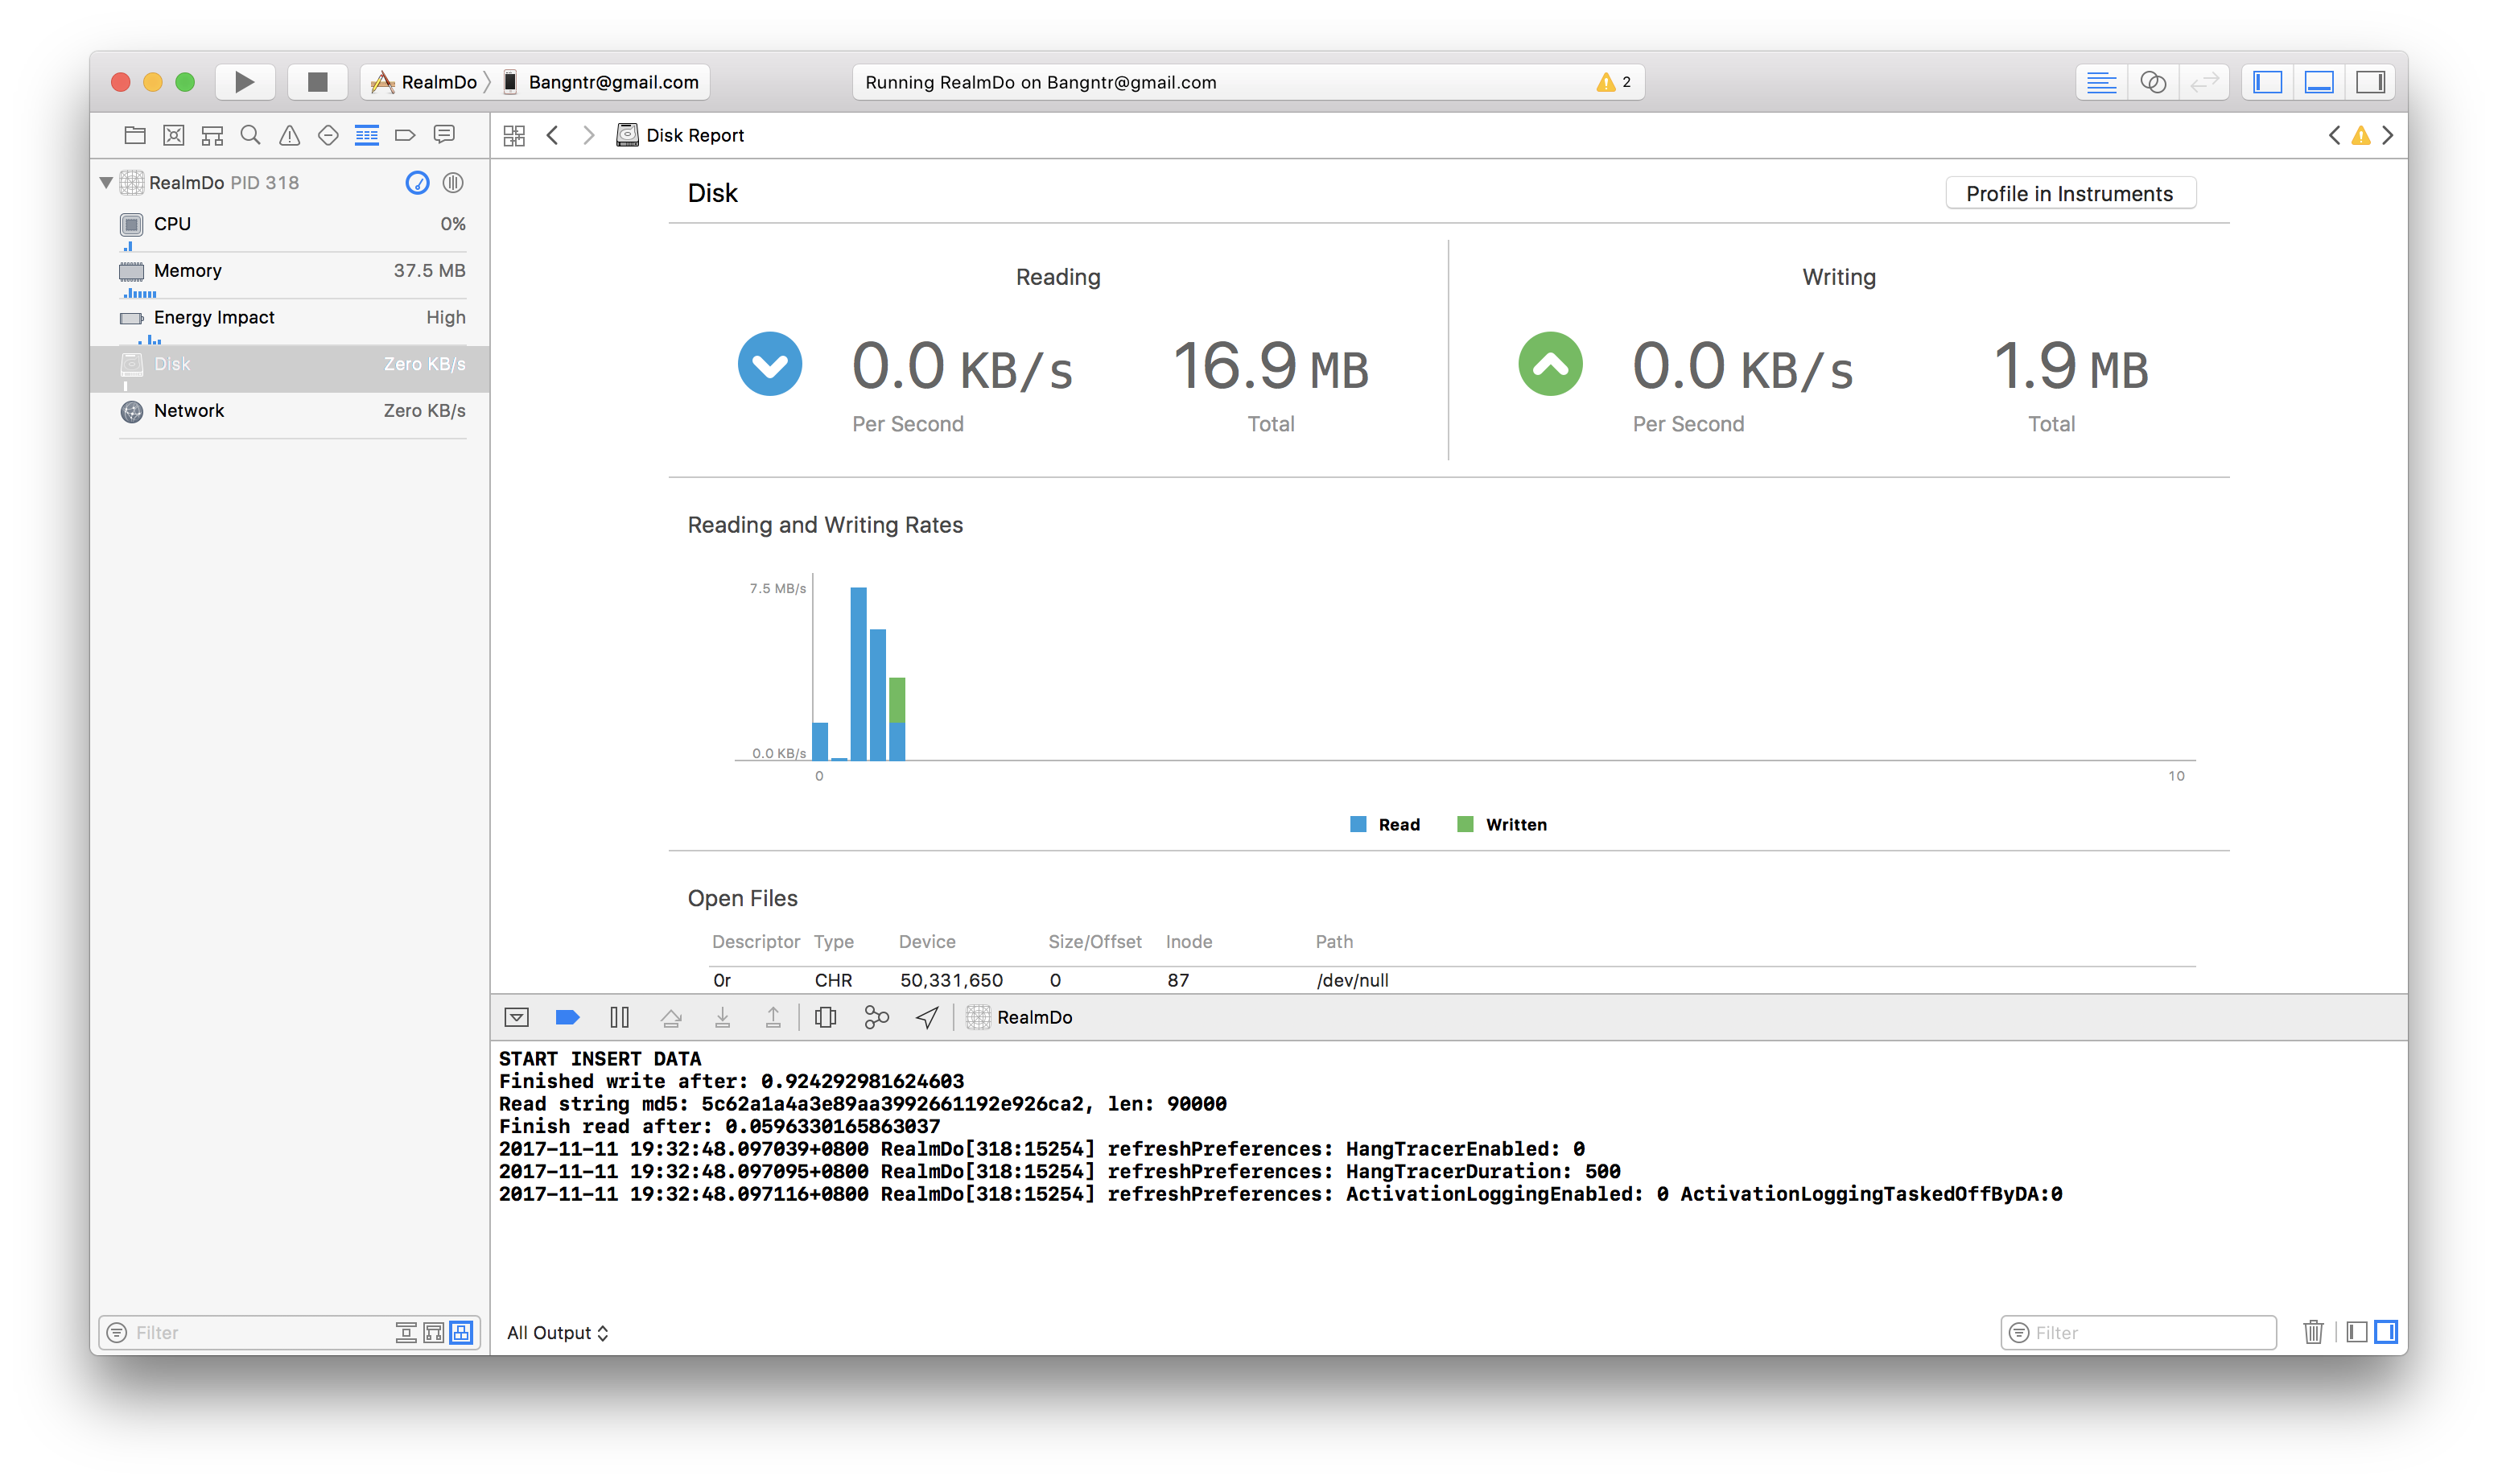 RealmDo Bangntr@gmail.com Running RealmDo on Bangntr@gmail.com 2
Disk Report
RealmDo PID 318
CPU 0%
Memory 37.5 MB
Energy Impact High
Disk Zero KB/s
Network Zero KB/s
Disk Profile in Instruments
Reading Writing
0.0 KB/s 16.9 MB 0.0 KB/s 1.9 MB
Per Second Total Per Second Total
Reading and Writing Rates
7.5 MB/s
0.0 KB/s
0 10
Read Written
Open Files
Descriptor Type Device Size/Offset Inode Path
0r CHR 50,331,650 0 87 /dev/null
RealmDo
START INSERT DATA
Finished write after: 0.924292981624603
Read string md5: 5c62a1a4a3e89aa3992661192e926ca2, len: 90000
Finish read after: 0.0596330165863037
2017-11-11 19:32:48.097039+0800 RealmDo[318:15254] refreshPreferences: HangTracerEnabled: 0
2017-11-11 19:32:48.097095+0800 RealmDo[318:15254] refreshPreferences: HangTracerDuration: 500
2017-11-11 19:32:48.097116+0800 RealmDo[318:15254] refreshPreferences: ActivationLoggingEnabled: 0 ActivationLoggingTaskedOffByDA:0
Filter All Output Filter